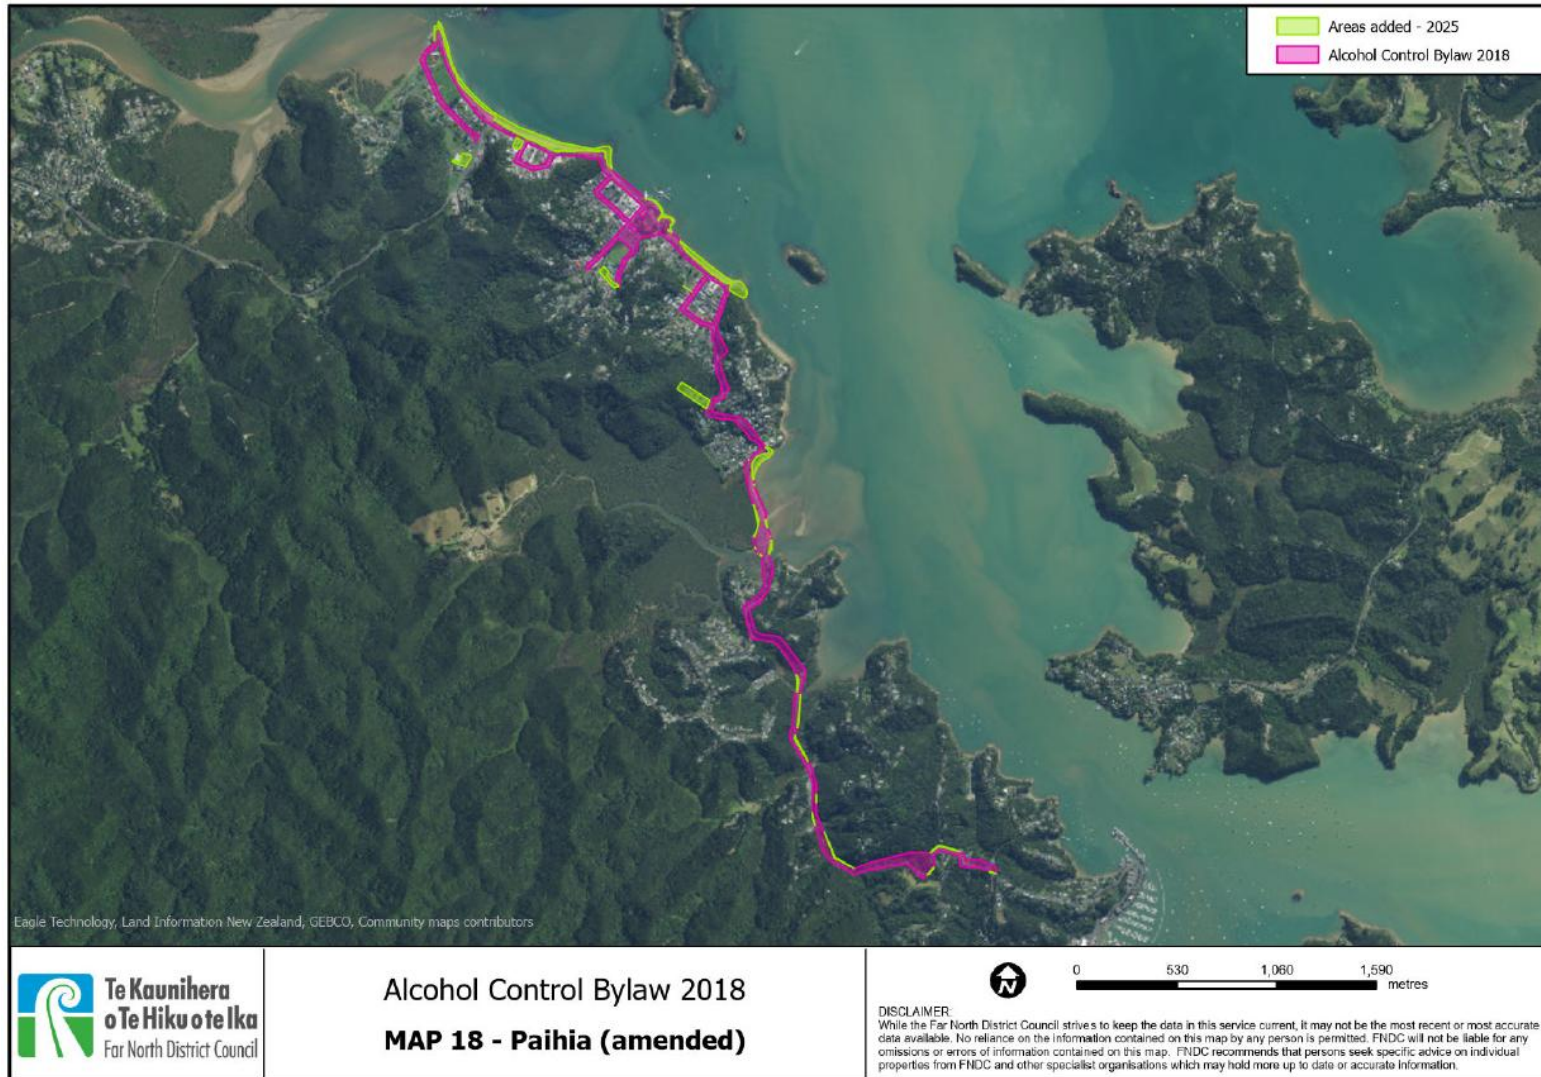 Areas added - 2025
Alcohol Control Bylaw 2018
Eagle Technology, Land Information New Zealand, GEBCO, Community maps contributors
Te Kaunihera
o Te Hiku o te Ika
Far North District Council
Alcohol Control Bylaw 2018
MAP 18 - Paihia (amended)
N
0 530 1,060 1,590
metres
DISCLAIMER:
While the Far North District Council strives to keep the data in this service current, it may not be the most recent or most accurate
data available. No reliance on the information contained on this map by any person is permitted. FNDC will not be liable for any
omissions or errors of information contained on this map. FNDC recommends that persons seek specific advice on individual
properties from FNDC and other specialist organisations which may hold more up to date or accurate information.